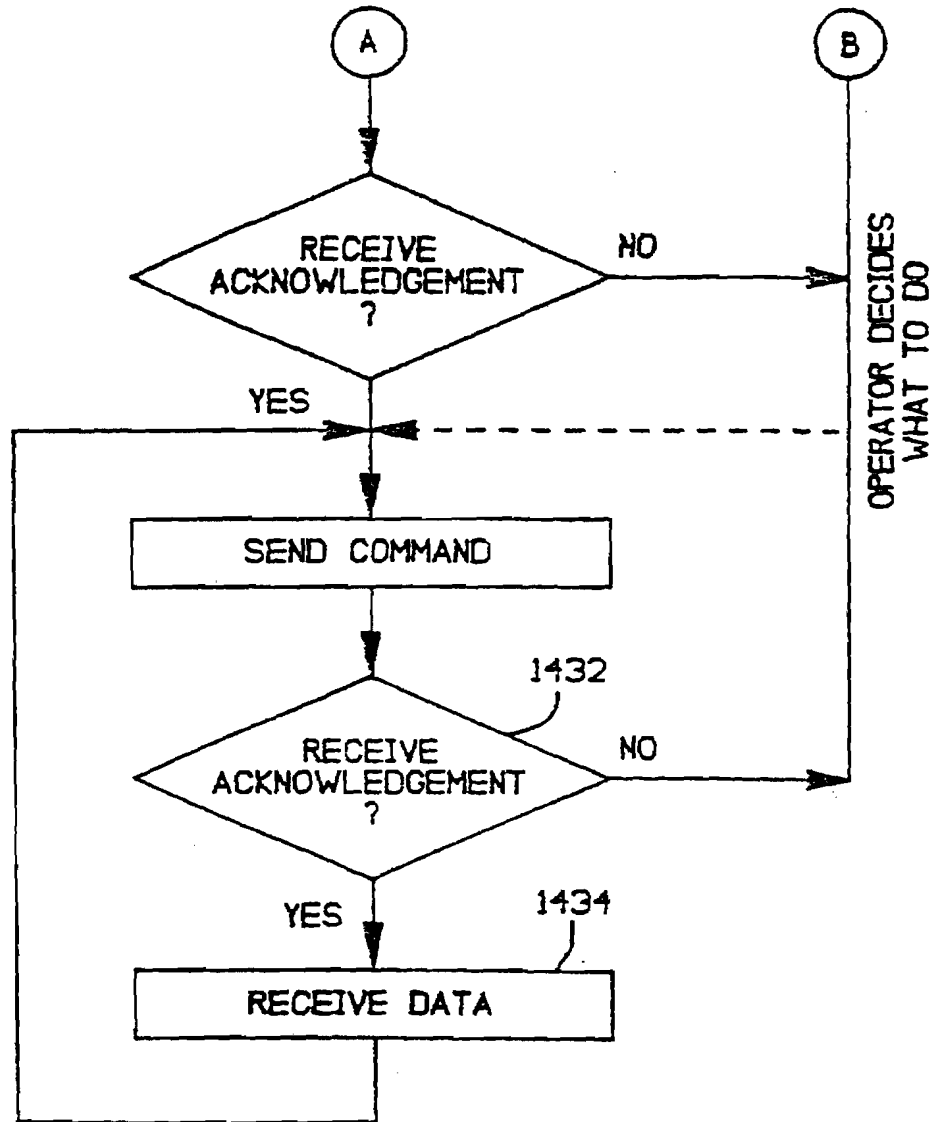 A
B
RECEIVE
ACKNOWLEDGEMENT
?
NO
YES
OPERATOR DECIDES
WHAT TO DO
SEND COMMAND
1432
RECEIVE
ACKNOWLEDGEMENT
?
NO
YES
1434
RECEIVE DATA